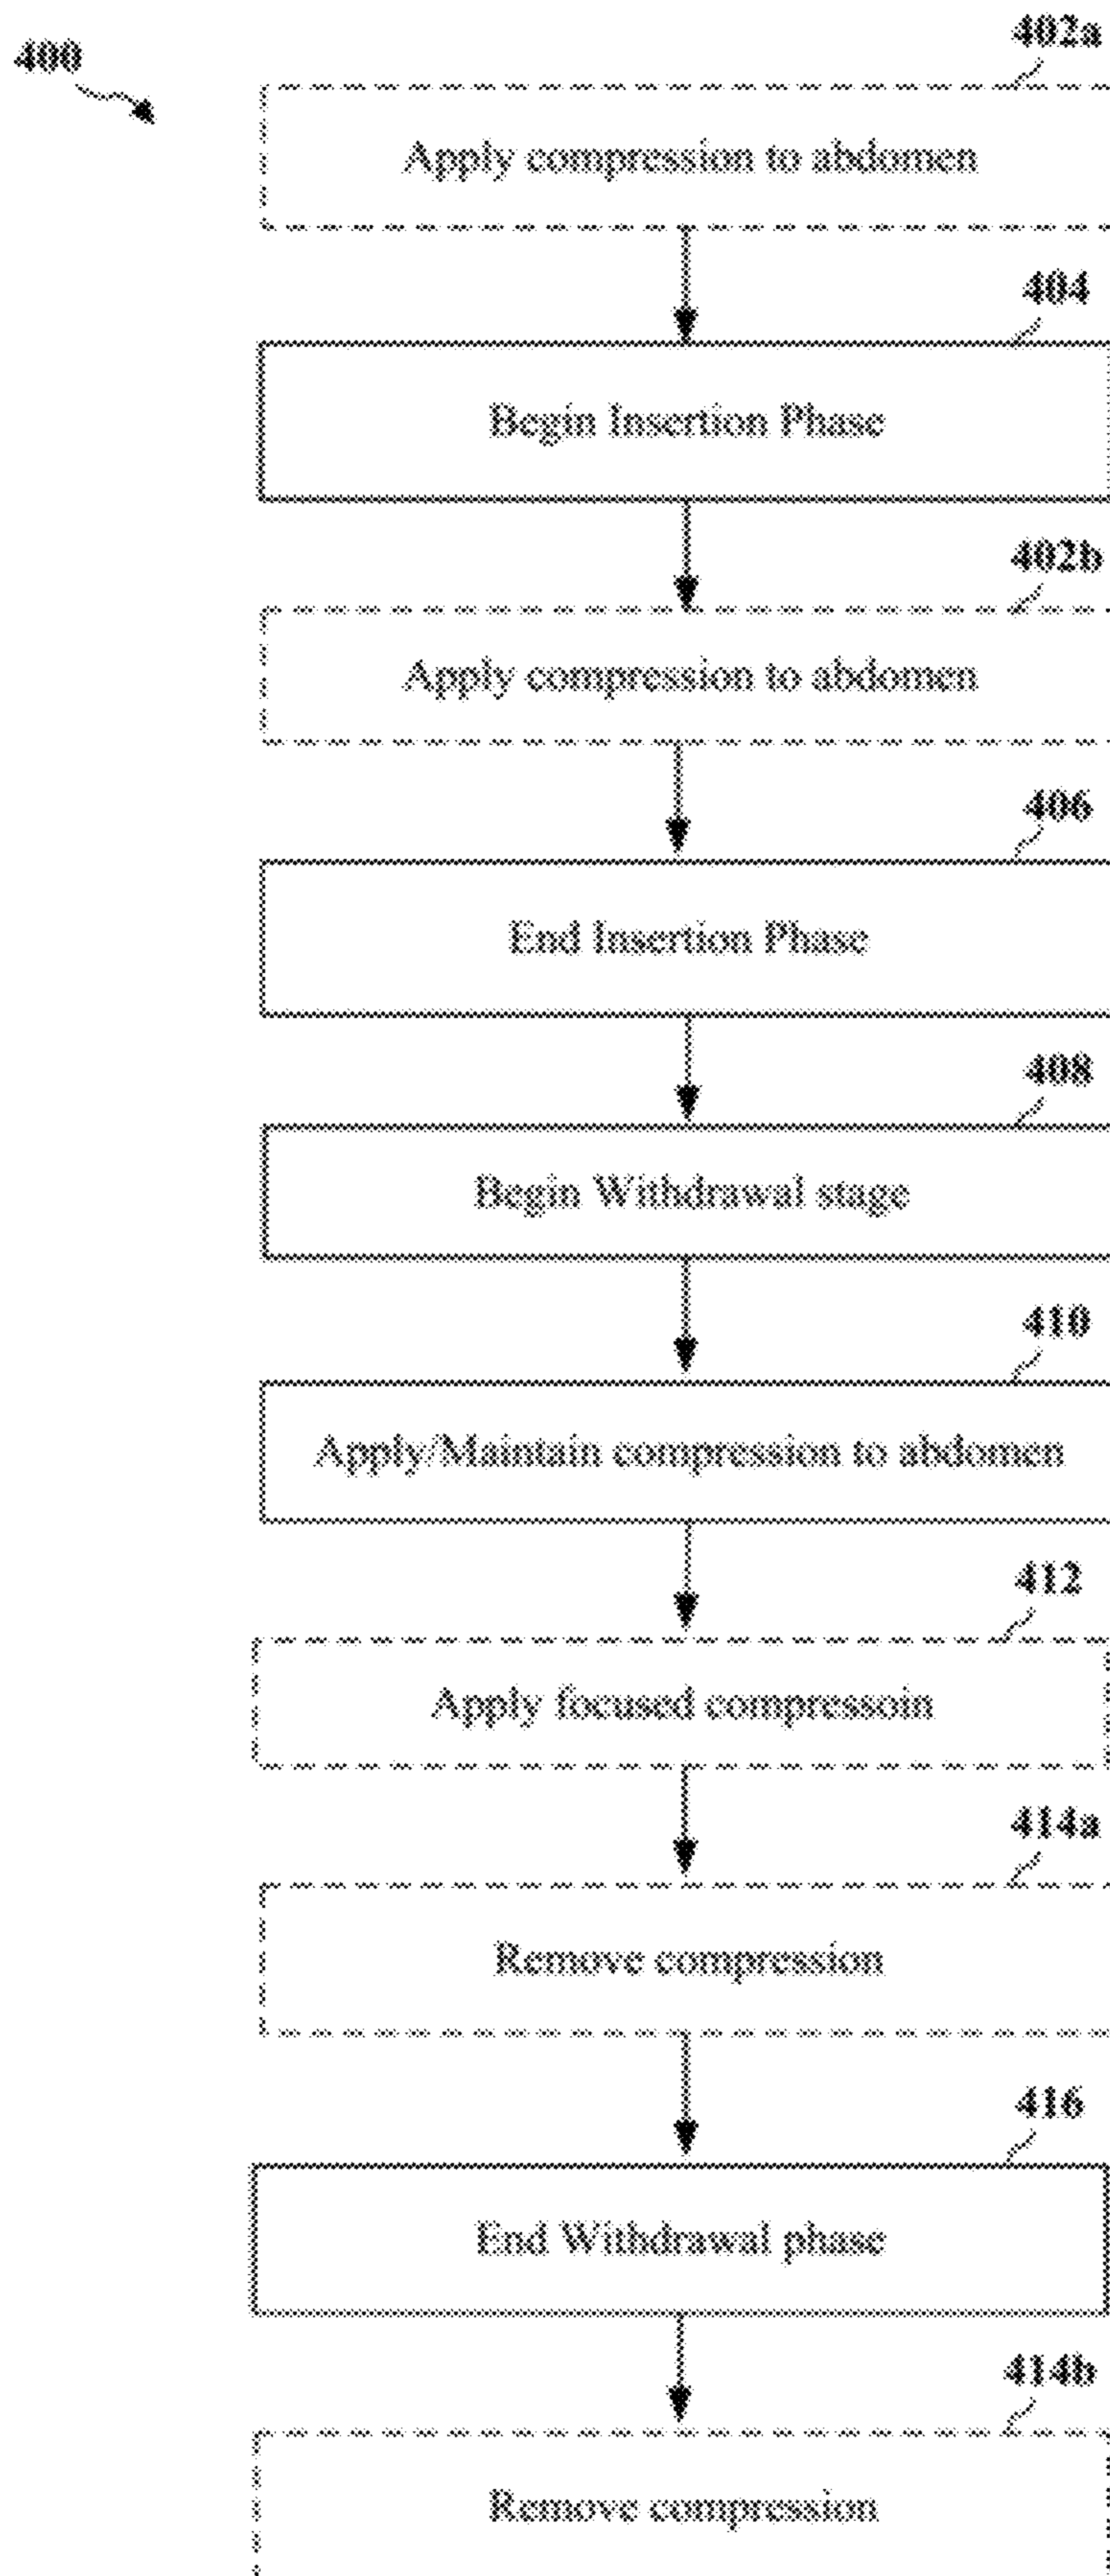 400
402a
Apply compression to abdomen
404
Begin Insertion Phase
402b
Apply compression to abdomen
406
End Insertion Phase
408
Begin Withdrawal stage
410
Apply/Maintain compression to abdomen
412
Apply focused compressoin
414a
Remove compression
416
End Withdrawal phase
414b
Remove compression